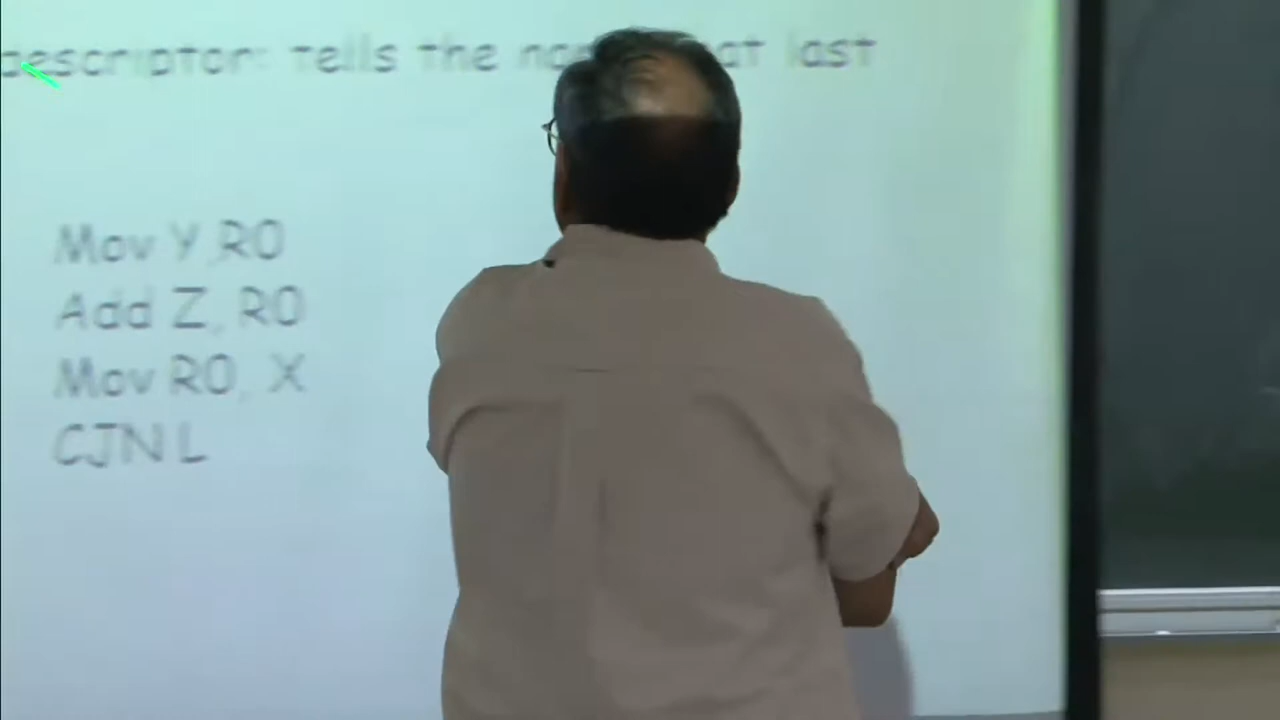 descriptor: tells the last
Mov Y ,R0
Add Z, R0
Mov R0, X
CJN L